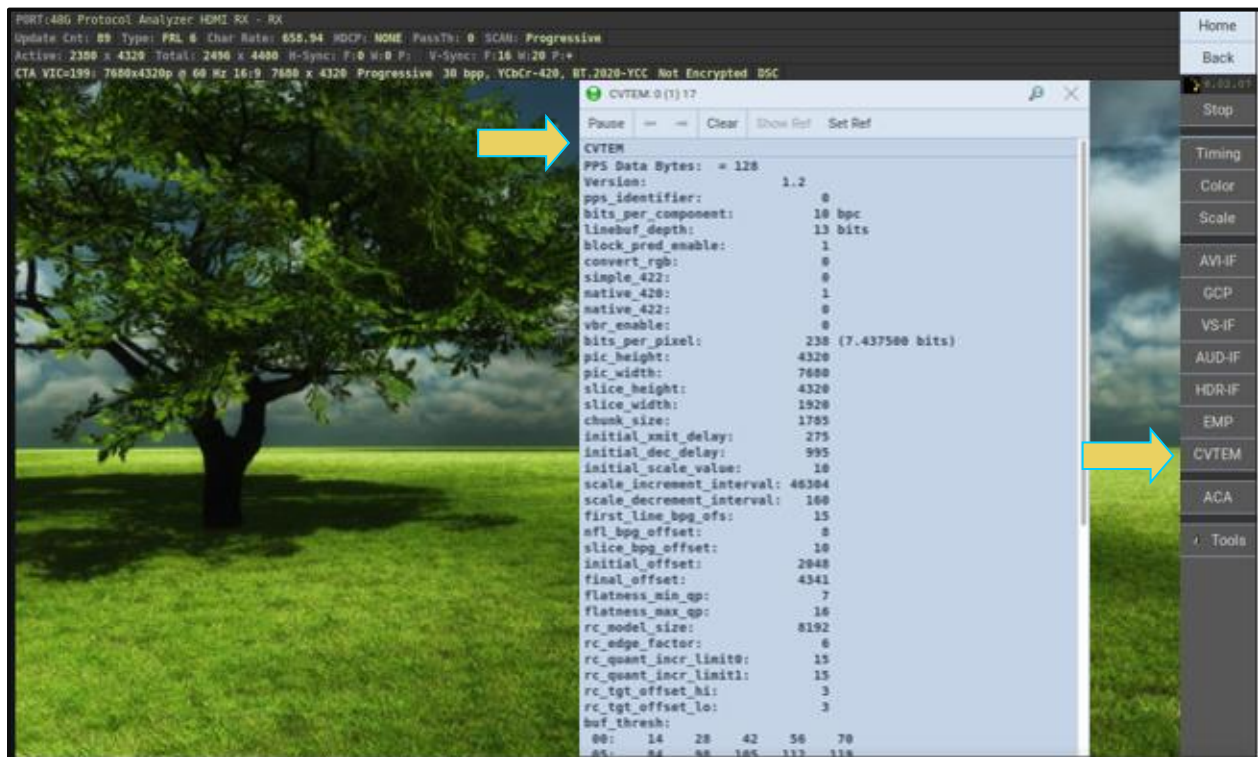 PORT:48G Protocol Analyzer HDMI RX - RX
Update Cnt: 89 Type: FRL 6 Char Rate: 658.94 HDCP: NONE PassTh: 0 SCAN: Progressive
Active: 2380 x 4320 Total: 2496 x 4400 H-Sync: F:0 W:0 P: V-Sync: F:16 W:20 P:+
CTA VIC=199: 7680x4320p @ 60 Hz 16:9 7680 x 4320 Progressive 30 bpp, YCbCr-420, BT.2020-YCC Not Encrypted DSC
CVTEM: 0 (1) 17
Pause Clear Show Ref Set Ref
CVTEM
PPS Data Bytes: = 128
Version: 1.2
pps_identifier: 0
bits_per_component: 10 bpc
linebuf_depth: 13 bits
block_pred_enable: 1
convert_rgb: 0
simple_422: 0
native_420: 1
native_422: 0
vbr_enable: 0
bits_per_pixel: 238 (7.437500 bits)
pic_height: 4320
pic_width: 7680
slice_height: 4320
slice_width: 1920
chunk_size: 1785
initial_xmit_delay: 275
initial_dec_delay: 995
initial_scale_value: 10
scale_increment_interval: 46304
scale_decrement_interval: 160
first_line_bpg_ofs: 15
nfl_bpg_offset: 8
slice_bpg_offset: 10
initial_offset: 2048
final_offset: 4341
flatness_min_qp: 7
flatness_max_qp: 16
rc_model_size: 8192
rc_edge_factor: 6
rc_quant_incr_limit0: 15
rc_quant_incr_limit1: 15
rc_tgt_offset_hi: 3
rc_tgt_offset_lo: 3
buf_thresh:
00: 14 28 42 56 70
05: 84 98 105 112 119
Home
Back
Stop
Timing
Color
Scale
AVI-IF
GCP
VS-IF
AUD-IF
HDR-IF
EMP
CVTEM
ACA
Tools